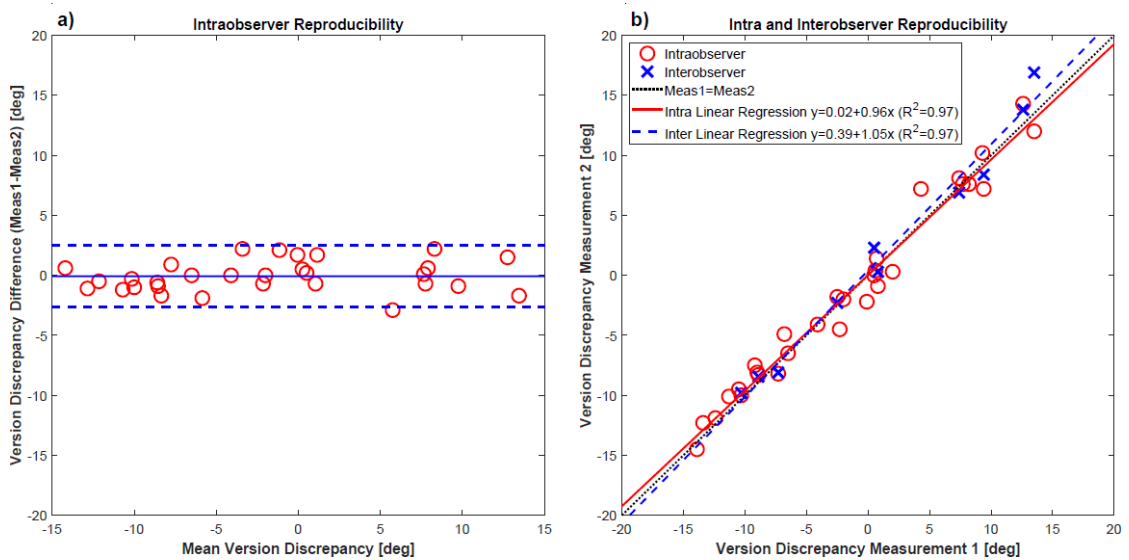 a)
Intraobserver Reproducibility
20
15
10
5
0
-5
-10
-15
-20
-15
-10
-5
0
5
10
15
Version Discrepancy Difference (Meas1-Meas2) [deg]
Mean Version Discrepancy [deg]
b)
Intra and Interobserver Reproducibility
Intraobserver
Interobserver
Meas1=Meas2
Intra Linear Regression y=0.02+0.96x (R²=0.97)
Inter Linear Regression y=0.39+1.05x (R²=0.97)
20
15
10
5
0
-5
-10
-15
-20
-20
-15
-10
-5
0
5
10
15
20
Version Discrepancy Measurement 2 [deg]
Version Discrepancy Measurement 1 [deg]